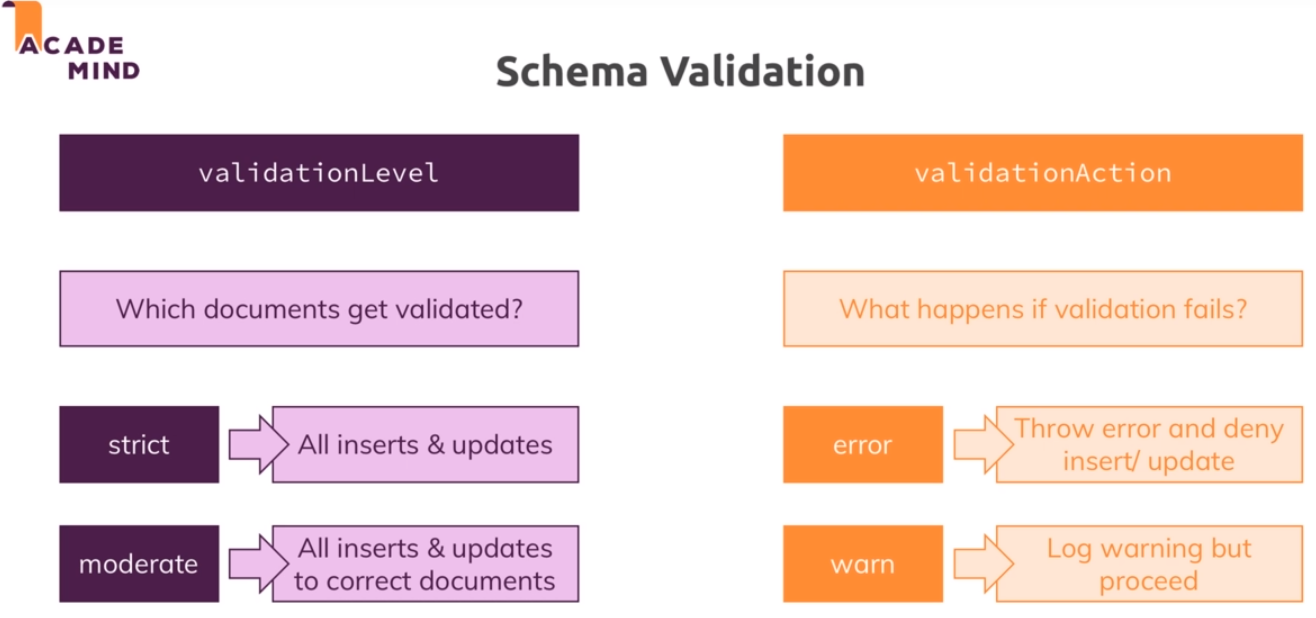 ACADE
MIND
Schema Validation
validationLevel
validationAction
Which documents get validated?
What happens if validation fails?
strict
All inserts & updates
error
Throw error and deny
insert/ update
moderate
All inserts & updates
to correct documents
warn
Log warning but
proceed